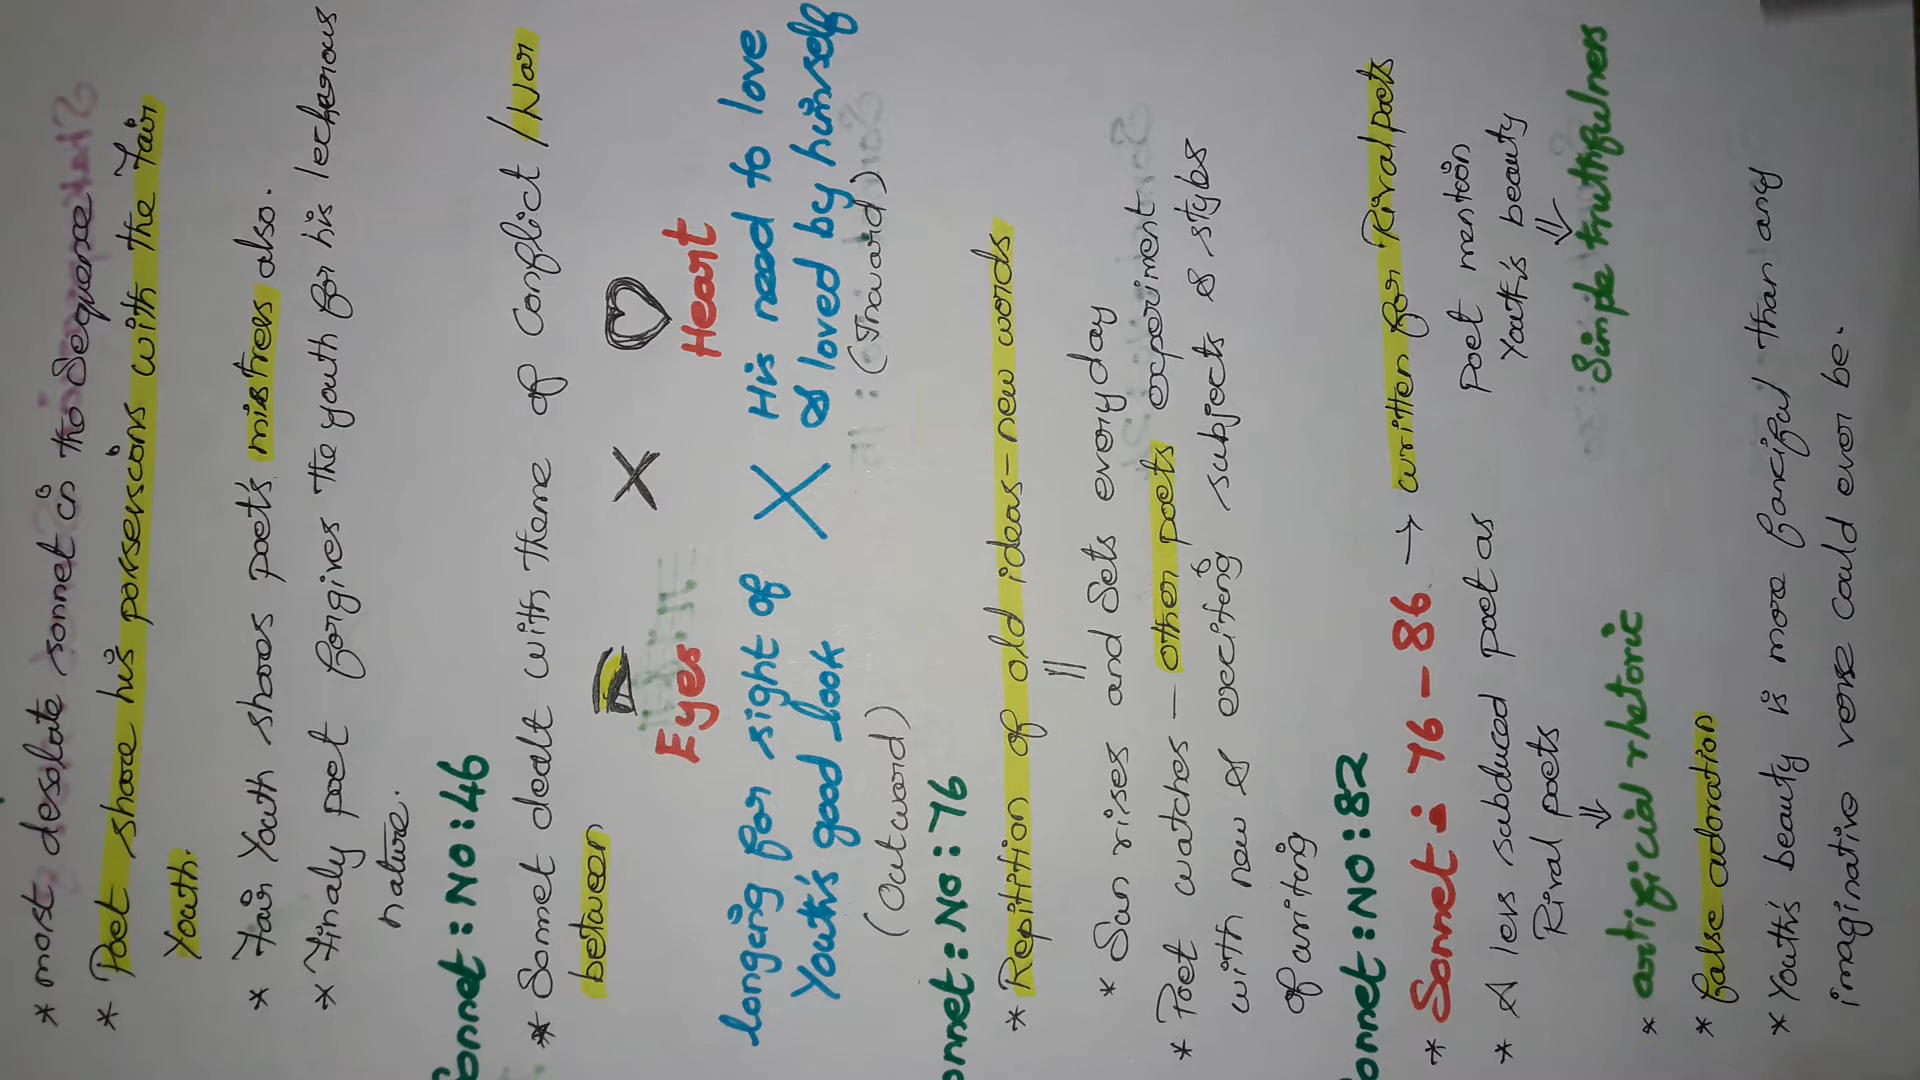 * most desolate sonnet in the sequence
* Poet share his possessions with the Fair
Youth.
* Fair Youth shares poet's mistress also.
* Finaly poet forgives the youth for his lecherous
nature.
Sonnet : NO : 46
* Sonnet dealt with theme of Conflict / War
between
Eyes X Heart
longing for sight of X His need to love
Youth's good look & loved by himself
(Outward) (Inward)
onnet : No : 76
* Repitition of old ideas - new words
=
* Sun rises and Sets every day
* Poet watches - other poets experiment
with new & exciting subjects & styles
of writing
onnet : NO : 82
* Sonnet : 76 - 86 → written for Rival poets
* A less subdued poet as Poet mention
Rival poets Youth's beauty
⇓ ⇓
* artificial rhetoric Simple truthfulness
* false adoration
* Youth's beauty is more fanciful than any
imaginative verse could ever be.